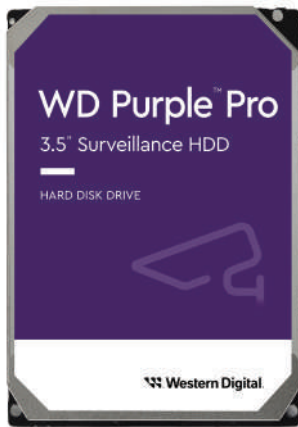 WD Purple™ Pro
3.5" Surveillance HDD
HARD DISK DRIVE
Western Digital.